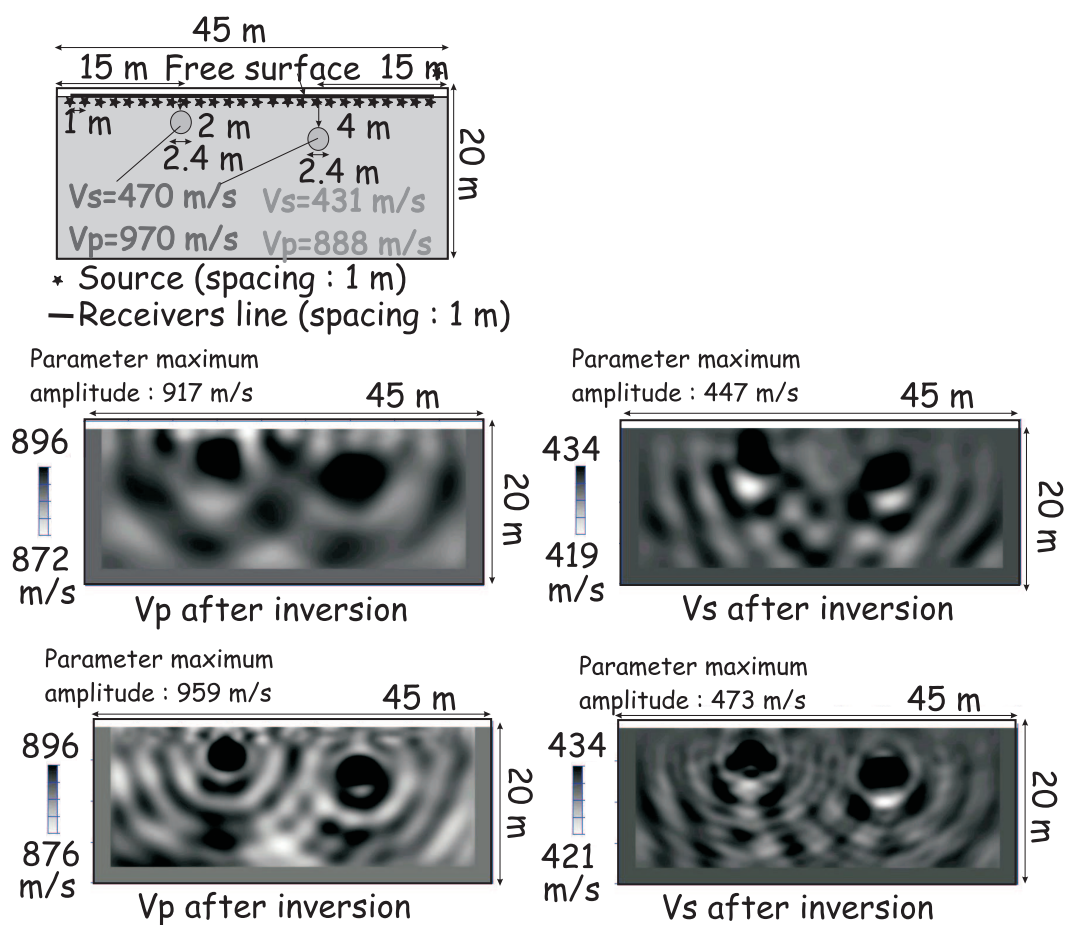 45 m
15 m Free surface 15 m
1 m 2 m 4 m
2.4 m 2.4 m
20 m
Vs=470 m/s Vs=431 m/s
Vp=970 m/s Vp=888 m/s
Source (spacing : 1 m)
Receivers line (spacing : 1 m)
Parameter maximum
amplitude : 917 m/s
45 m
896
872
m/s
20 m
Vp after inversion
Parameter maximum
amplitude : 447 m/s
45 m
434
419
m/s
20 m
Vs after inversion
Parameter maximum
amplitude : 959 m/s
45 m
896
876
m/s
20 m
Vp after inversion
Parameter maximum
amplitude : 473 m/s
45 m
434
421
m/s
20 m
Vs after inversion